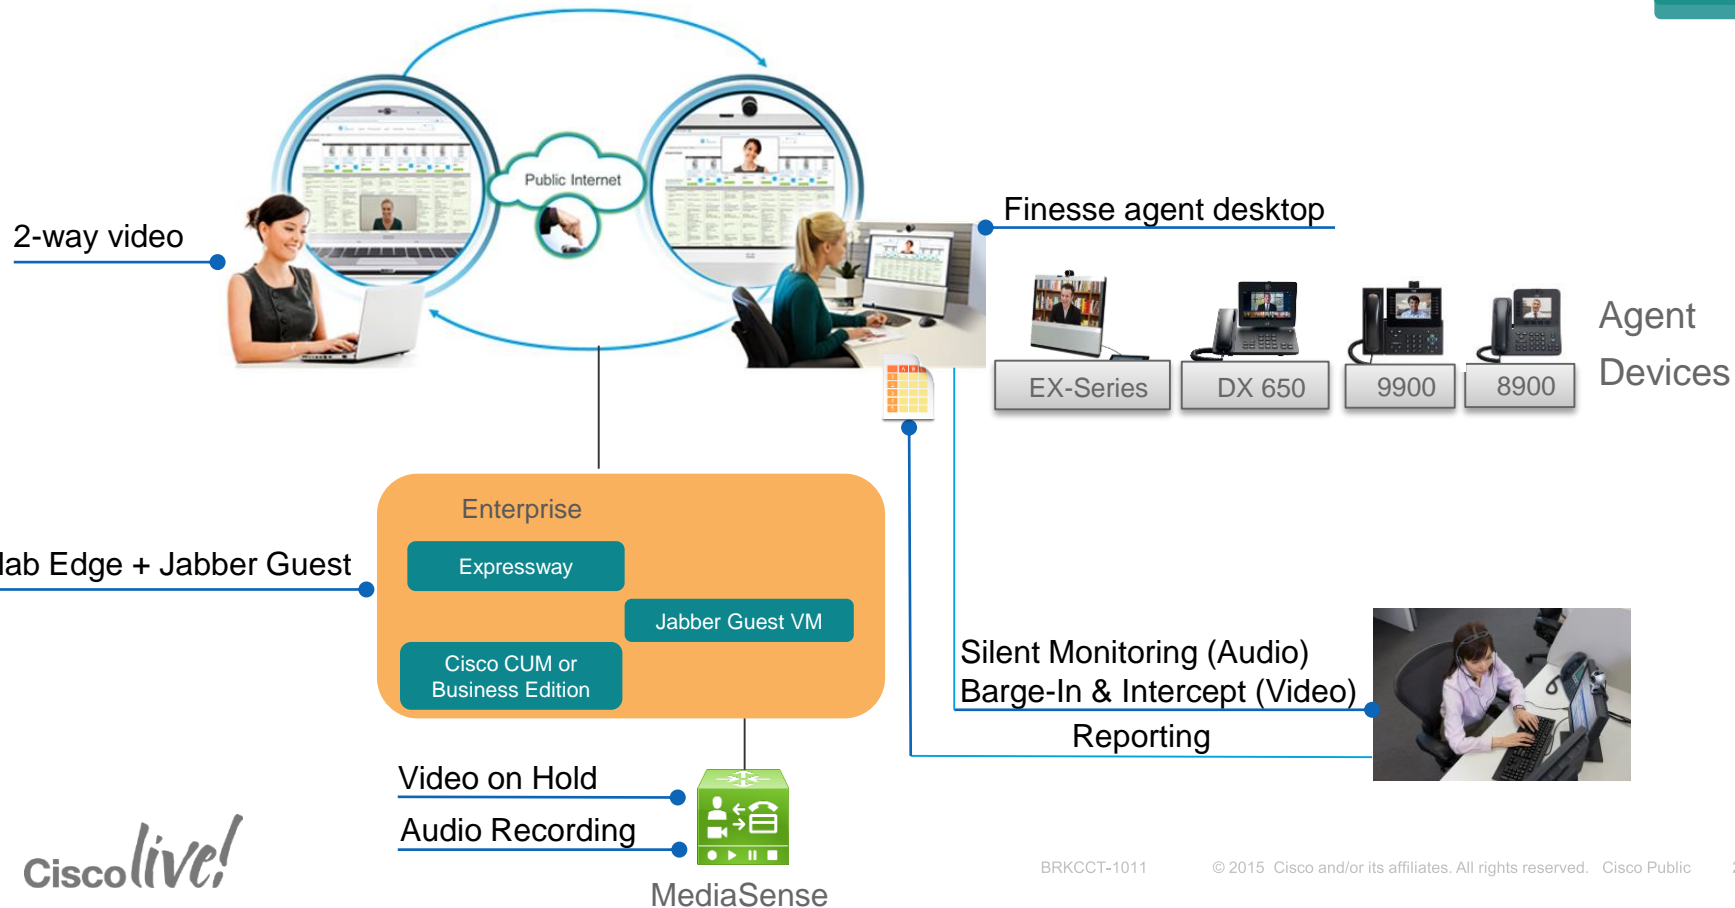 Public Internet
2-way video
Finesse agent desktop
EX-Series
DX 650
9900
8900
Agent
Devices
Enterprise
Expressway
lab Edge + Jabber Guest
Jabber Guest VM
Cisco CUM or
Business Edition
Silent Monitoring (Audio)
Barge-In & Intercept (Video)
Reporting
Video on Hold
Audio Recording
MediaSense
Cisco live!
BRKCCT-1011
© 2015 Cisco and/or its affiliates. All rights reserved. Cisco Public